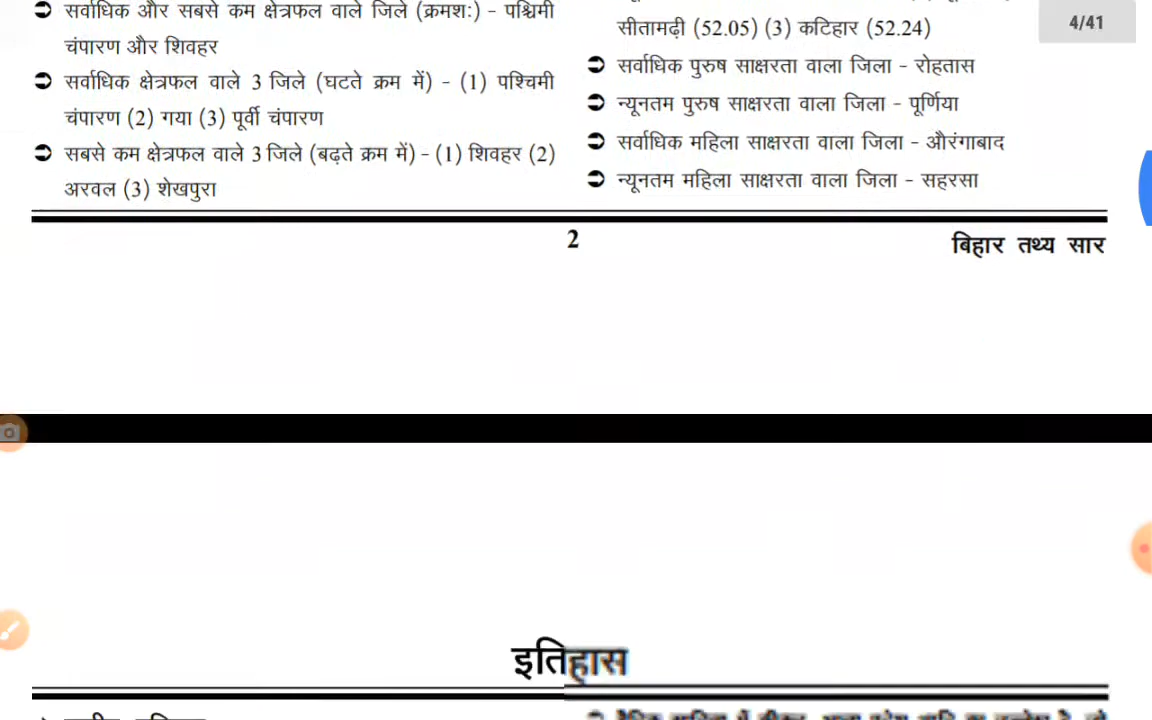 ➲ सर्वाधिक और सबसे कम क्षेत्रफल वाले जिले (क्रमशः) - पश्चिमी
चंपारण और शिवहर
➲ सर्वाधिक क्षेत्रफल वाले 3 जिले (घटते क्रम में) - (1) पश्चिमी
चंपारण (2) गया (3) पूर्वी चंपारण
➲ सबसे कम क्षेत्रफल वाले 3 जिले (बढ़ते क्रम में) - (1) शिवहर (2)
अरवल (3) शेखपुरा
सीतामढ़ी (52.05) (3) कटिहार (52.24)
➲ सर्वाधिक पुरुष साक्षरता वाला जिला - रोहतास
➲ न्यूनतम पुरुष साक्षरता वाला जिला - पूर्णिया
➲ सर्वाधिक महिला साक्षरता वाला जिला - औरंगाबाद
➲ न्यूनतम महिला साक्षरता वाला जिला - सहरसा
4/41
2
बिहार तथ्य सार
इतिहास